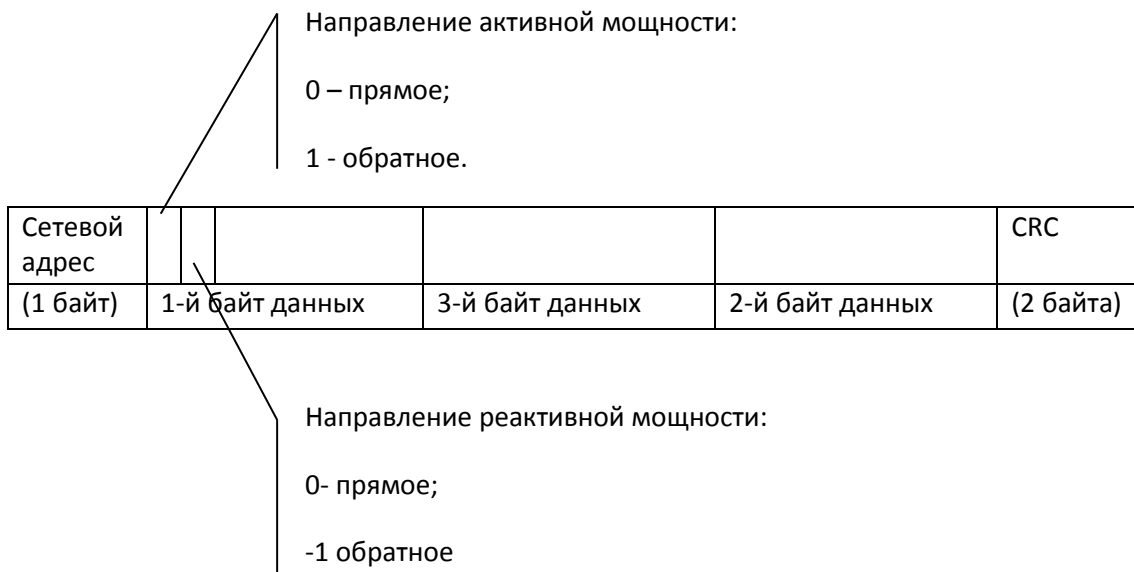 Направление активной мощности:
0 – прямое;
1 - обратное.
Сетевой адрес CRC
(1 байт) 1-й байт данных 3-й байт данных 2-й байт данных (2 байта)
Направление реактивной мощности:
0- прямое;
-1 обратное